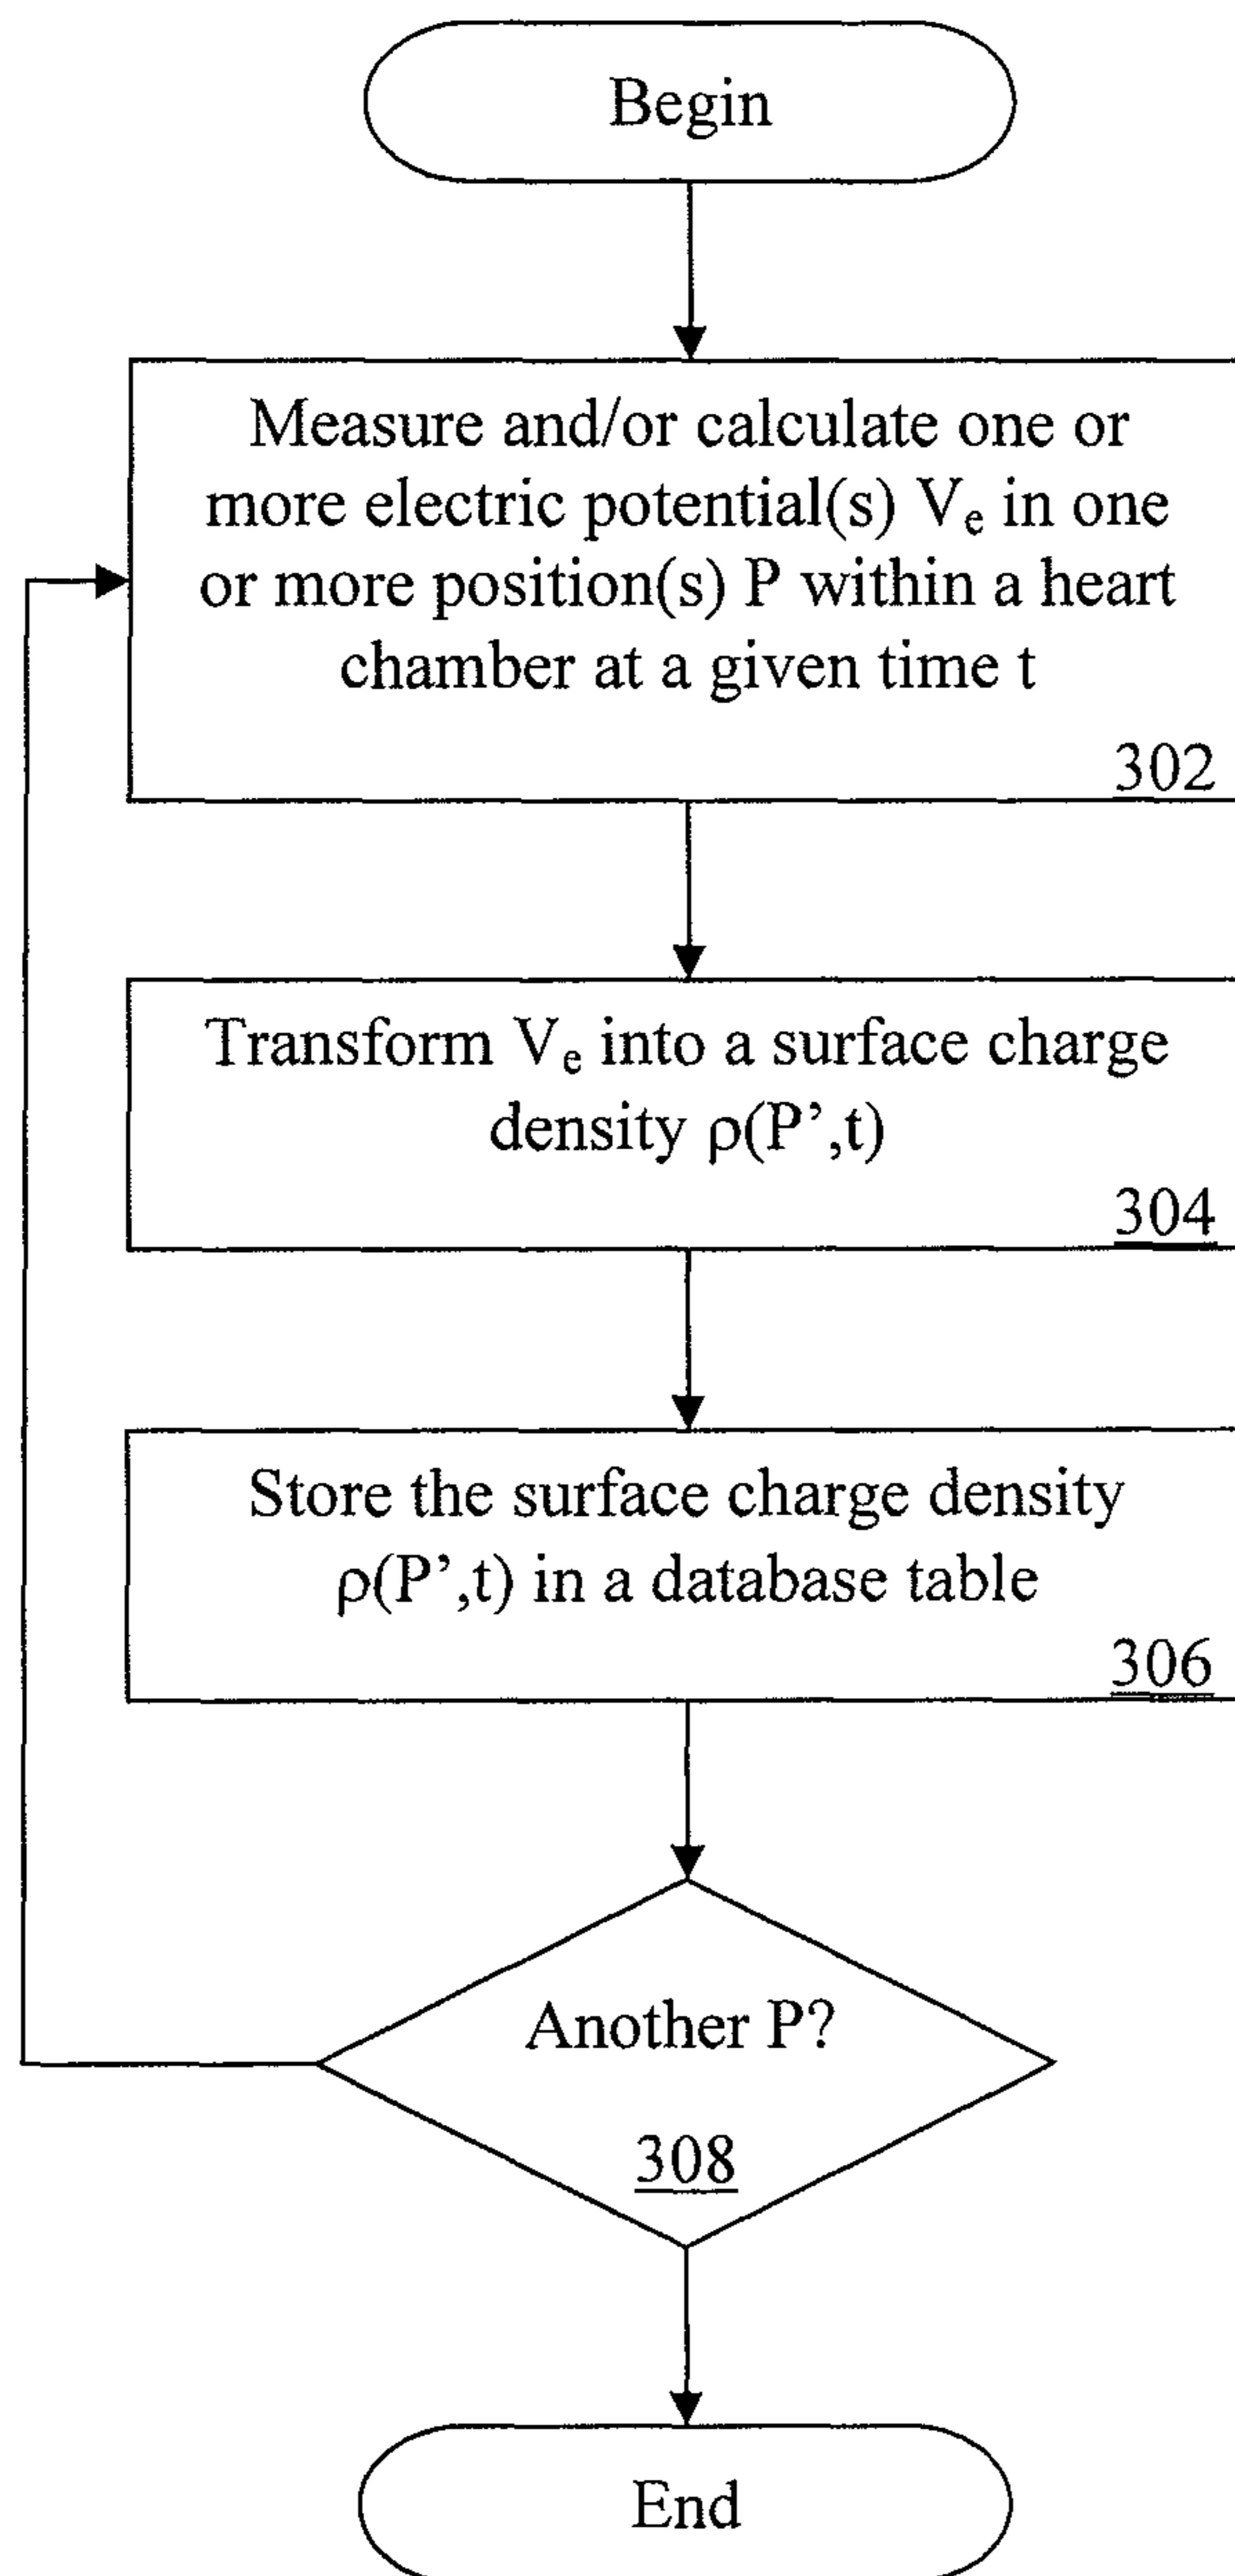 Begin
Measure and/or calculate one or
more electric potential(s) Vₑ in one
or more position(s) P within a heart
chamber at a given time t
302
Transform Vₑ into a surface charge
density ρ(P’,t)
304
Store the surface charge density
ρ(P’,t) in a database table
306
Another P?
308
End